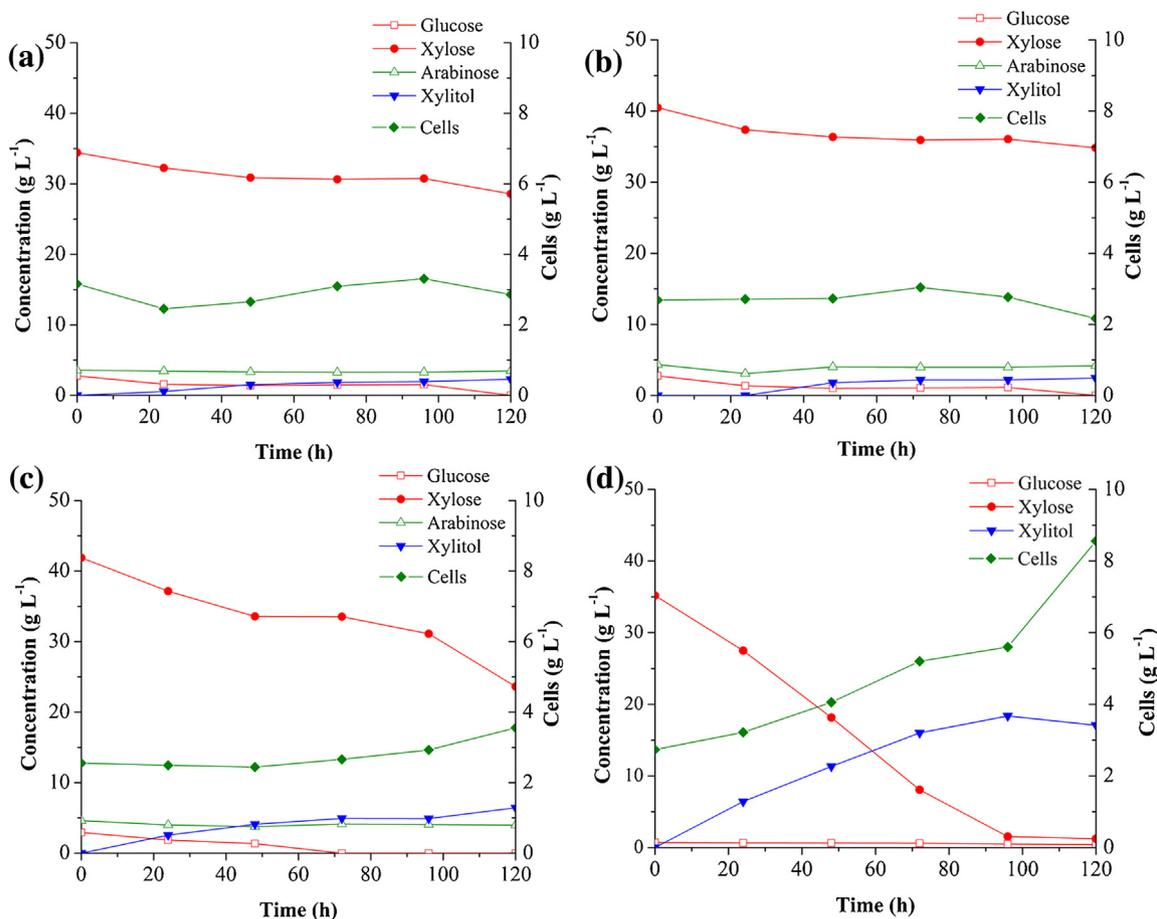 (a)
Glucose
Xylose
Arabinose
Xylitol
Cells
50
40
30
20
10
0
Concentration (g L⁻¹)
10
8
6
4
2
0
Cells (g L⁻¹)
0 20 40 60 80 100 120
Time (h)
(b)
Glucose
Xylose
Arabinose
Xylitol
Cells
50
40
30
20
10
0
Concentration (g L⁻¹)
10
8
6
4
2
0
Cells (g L⁻¹)
0 20 40 60 80 100 120
Time (h)
(c)
Glucose
Xylose
Arabinose
Xylitol
Cells
50
40
30
20
10
0
Concentration (g L⁻¹)
10
8
6
4
2
0
Cells (g L⁻¹)
0 20 40 60 80 100 120
Time (h)
(d)
Glucose
Xylose
Xylitol
Cells
50
40
30
20
10
0
Concentration (g L⁻¹)
10
8
6
4
2
0
Cells (g L⁻¹)
0 20 40 60 80 100 120
Time (h)